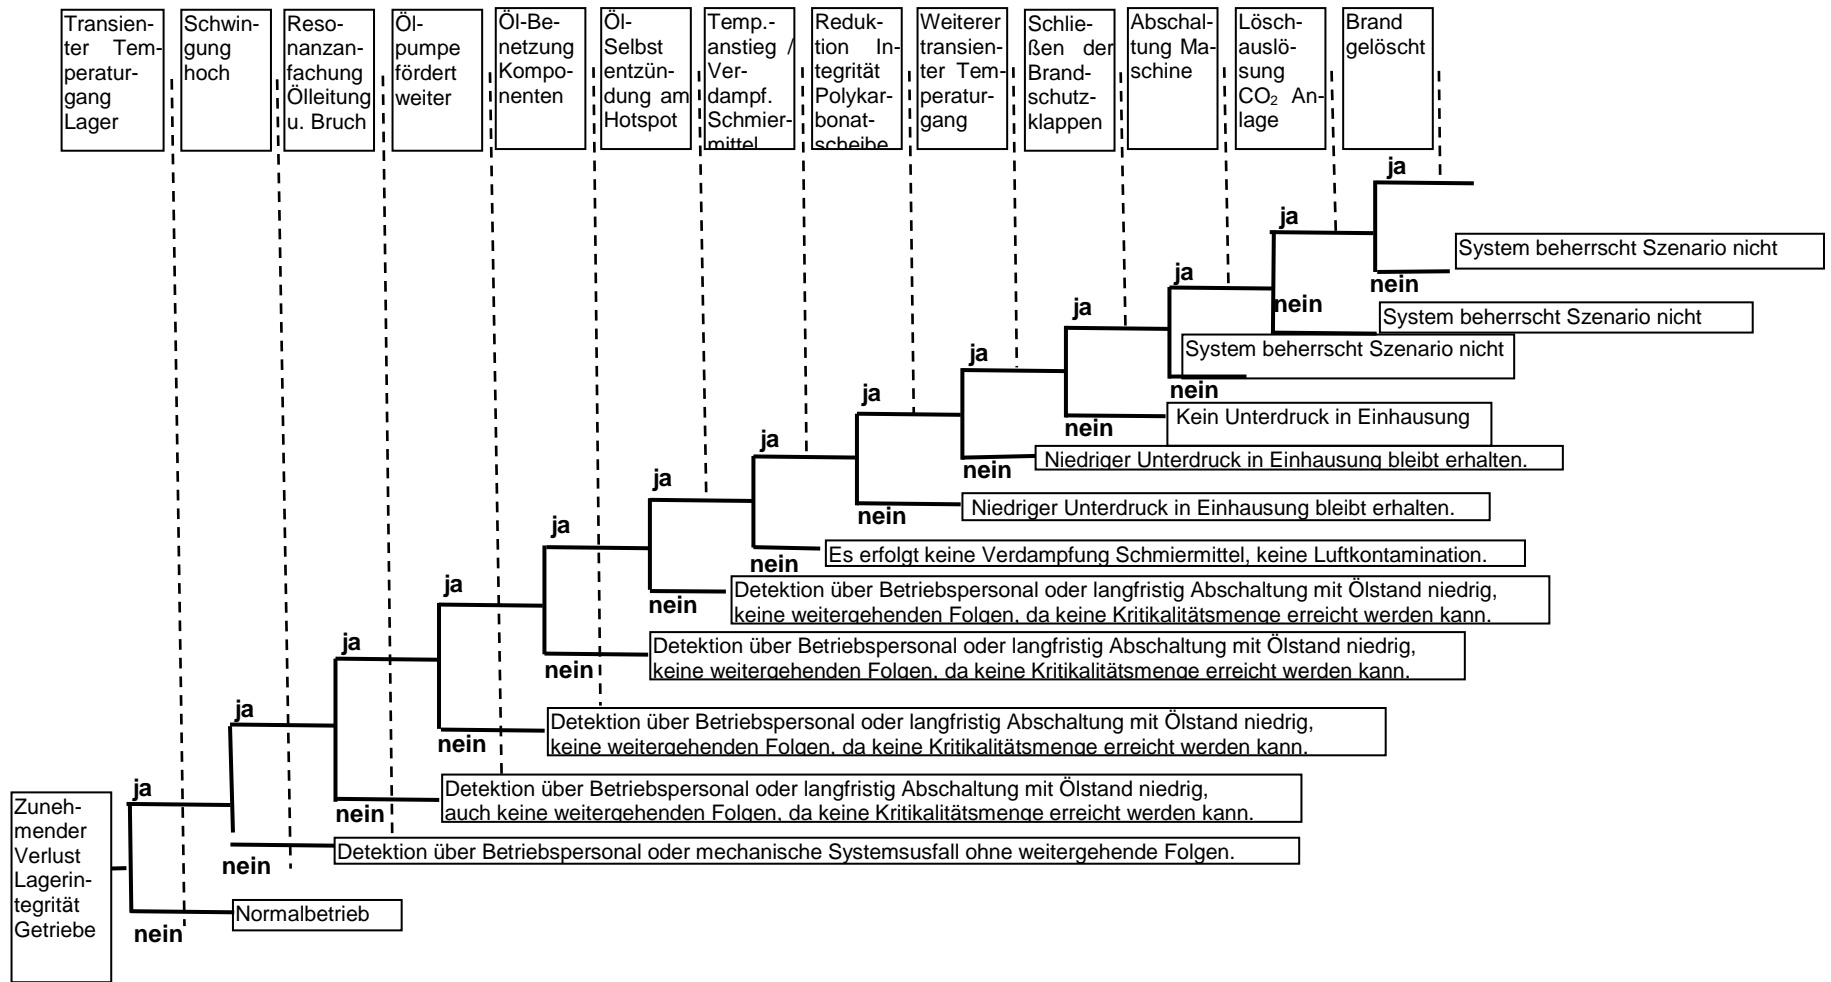 Transien-
ter Tem-
peratur-
gang
Lager
Schwin-
gung
hoch
Reso-
nanzan-
fachung
Ölleitung
u. Bruch
Öl-
pumpe
fördert
weiter
Öl-Be-
netzung
Kompo-
nenten
Öl-
Selbst
entzün-
dung am
Hotspot
Temp.-
anstieg /
Ver-
dampf.
Schmier-
mittel
Reduk-
tion In-
tegrität
Polykar-
bonat-
scheibe
Weiterer
transien-
ter Tem-
peratur-
gang
Schlie-
ßen der
Brand-
schutz-
klappen
Abschal-
tung Ma-
schine
Lösch-
auslö-
sung
CO₂ An-
lage
Brand
gelöscht
ja
ja
System beherrscht Szenario nicht
ja
nein
nein
ja
System beherrscht Szenario nicht
System beherrscht Szenario nicht
ja
nein
ja
Kein Unterdruck in Einhausung
nein
ja
Niedriger Unterdruck in Einhausung bleibt erhalten.
nein
ja
Niedriger Unterdruck in Einhausung bleibt erhalten.
nein
ja
Es erfolgt keine Verdampfung Schmiermittel, keine Luftkontamination.
nein
ja
Detektion über Betriebspersonal oder langfristig Abschaltung mit Ölstand niedrig,
keine weitergehenden Folgen, da keine Kritikalitätsmenge erreicht werden kann.
nein
ja
Detektion über Betriebspersonal oder langfristig Abschaltung mit Ölstand niedrig,
keine weitergehenden Folgen, da keine Kritikalitätsmenge erreicht werden kann.
nein
ja
Detektion über Betriebspersonal oder langfristig Abschaltung mit Ölstand niedrig,
keine weitergehenden Folgen, da keine Kritikalitätsmenge erreicht werden kann.
nein
ja
Detektion über Betriebspersonal oder langfristig Abschaltung mit Ölstand niedrig,
auch keine weitergehenden Folgen, da keine Kritikalitätsmenge erreicht werden kann.
nein
Detektion über Betriebspersonal oder mechanische Systemsusfall ohne weitergehende Folgen.
nein
Zuneh-
mender
Verlust
Lagerin-
tegrität
Getriebe
Normalbetrieb
nein